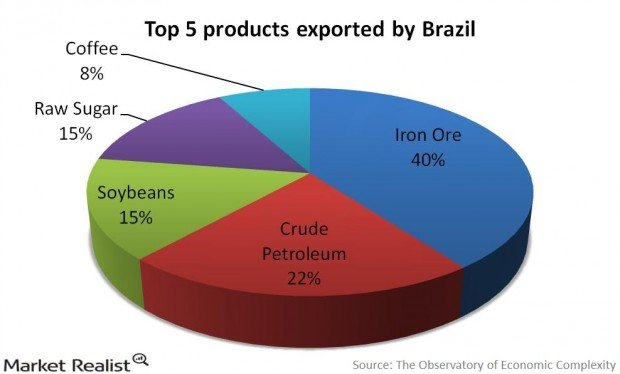 Top 5 products exported by Brazil
Coffee
8%
Raw Sugar
15%
Iron Ore
40%
Soybeans
15%
Crude
Petroleum
22%
Market Realist
Source: The Observatory of Economic Complexity